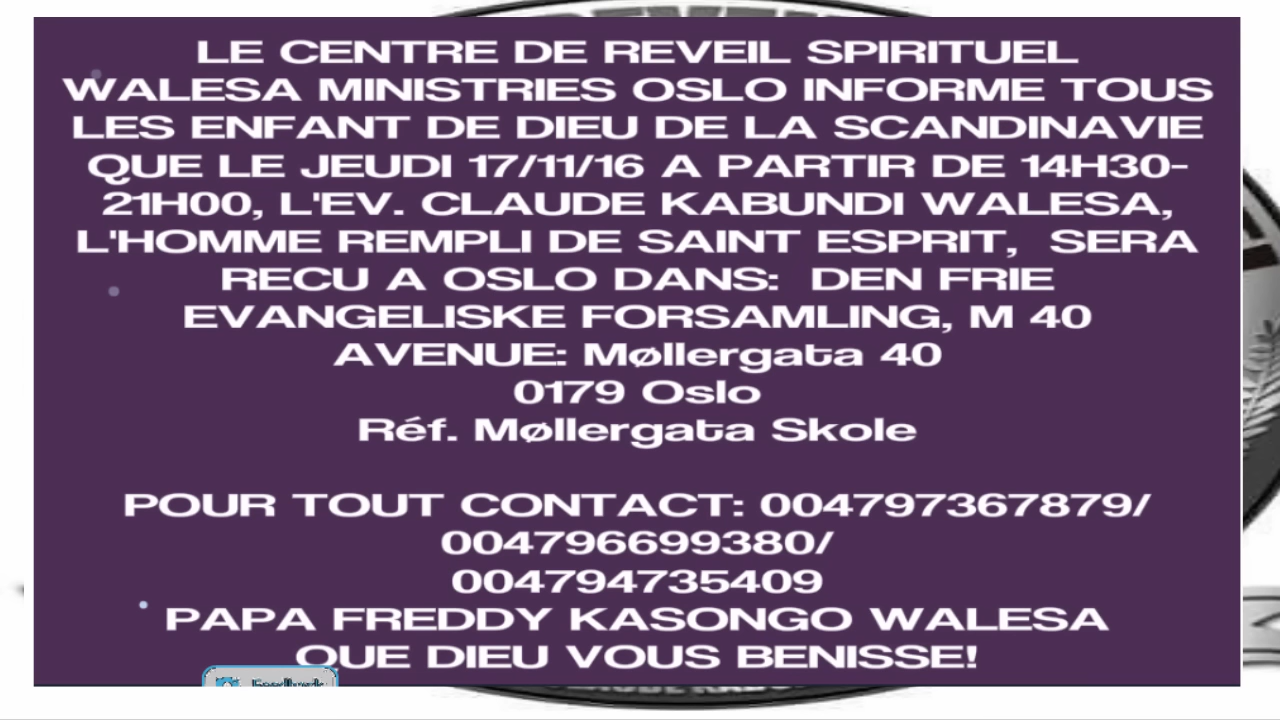 LE CENTRE DE REVEIL SPIRITUEL
WALESA MINISTRIES OSLO INFORME TOUS
LES ENFANT DE DIEU DE LA SCANDINAVIE
QUE LE JEUDI 17/11/16 A PARTIR DE 14H30-
21H00, L'EV. CLAUDE KABUNDI WALESA,
L'HOMME REMPLI DE SAINT ESPRIT, SERA
RECU A OSLO DANS: DEN FRIE
EVANGELISKE FORSAMLING, M 40
AVENUE: Møllergata 40
0179 Oslo
Réf. Møllergata Skole
POUR TOUT CONTACT: 004797367879/
004796699380/
004794735409
PAPA FREDDY KASONGO WALESA
QUE DIEU VOUS BENISSE!